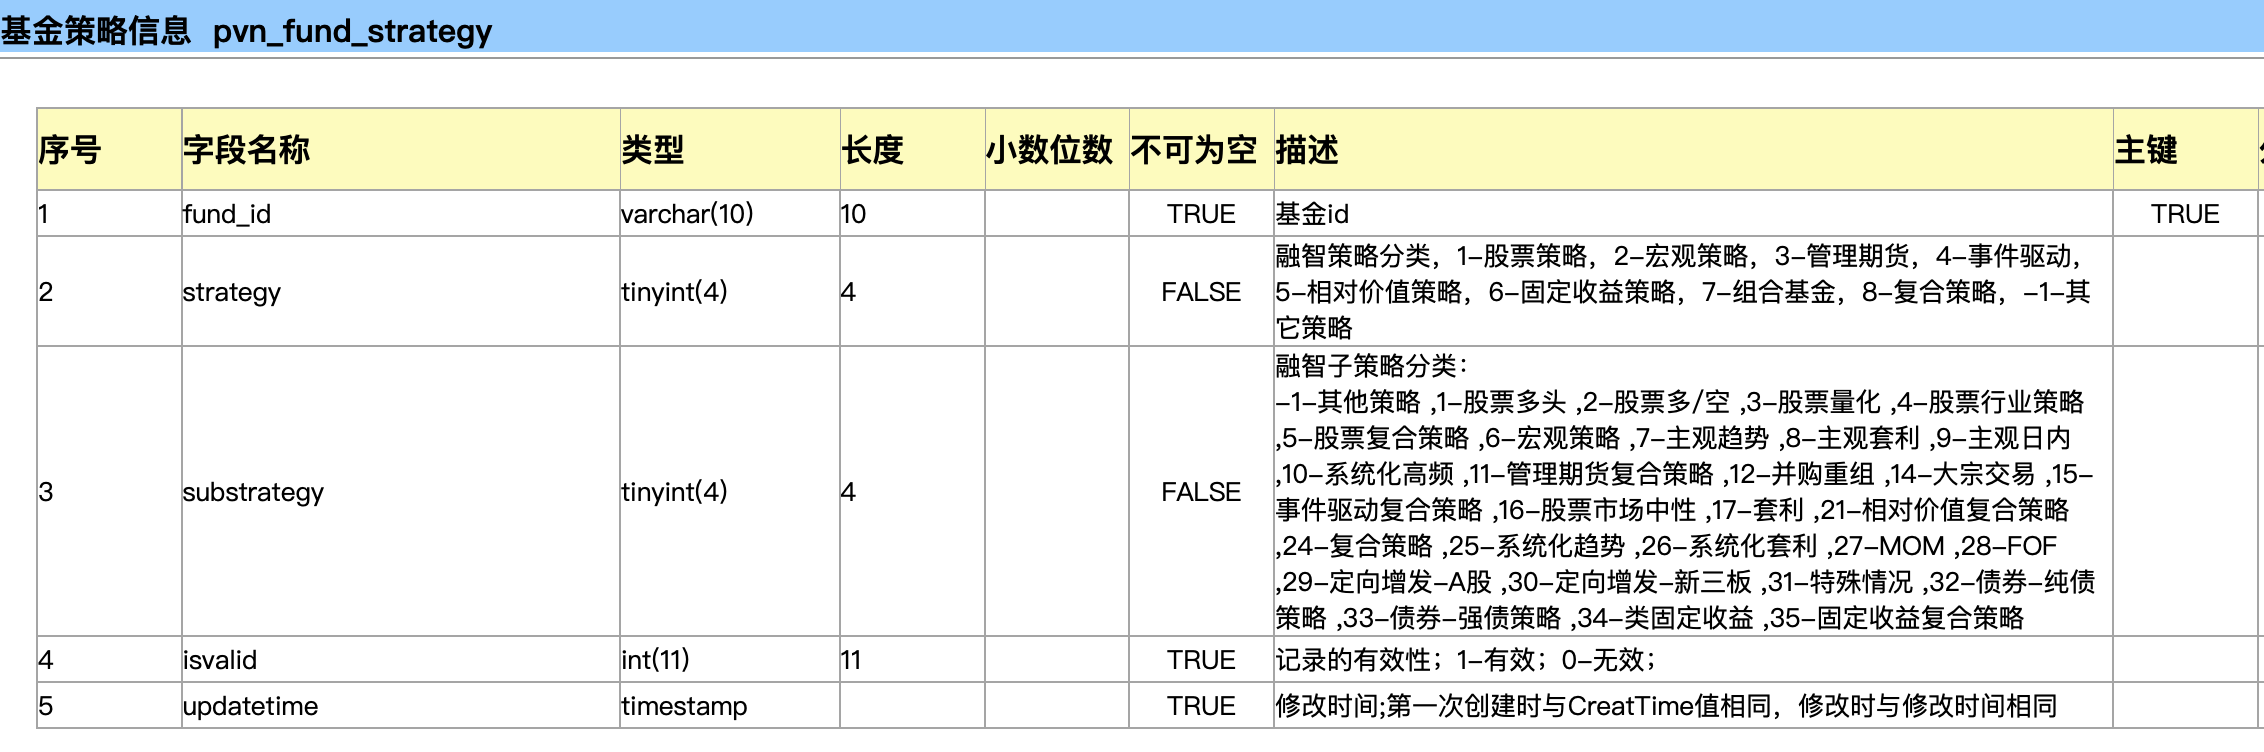 基金策略信息 pvn_fund_strategy
序号 字段名称 类型 长度 小数位数 不可为空 描述 主键
1 fund_id varchar(10) 10 TRUE 基金id TRUE
2 strategy tinyint(4) 4 FALSE 融智策略分类，1-股票策略，2-宏观策略，3-管理期货，4-事件驱动，
5-相对价值策略，6-固定收益策略，7-组合基金，8-复合策略，-1-其
它策略
3 substrategy tinyint(4) 4 FALSE 融智子策略分类：
-1-其他策略 ,1-股票多头 ,2-股票多/空 ,3-股票量化 ,4-股票行业策略
,5-股票复合策略 ,6-宏观策略 ,7-主观趋势 ,8-主观套利 ,9-主观日内
,10-系统化高频 ,11-管理期货复合策略 ,12-并购重组 ,14-大宗交易 ,15-
事件驱动复合策略 ,16-股票市场中性 ,17-套利 ,21-相对价值复合策略
,24-复合策略 ,25-系统化趋势 ,26-系统化套利 ,27-MOM ,28-FOF
,29-定向增发-A股 ,30-定向增发-新三板 ,31-特殊情况 ,32-债券-纯债
策略 ,33-债券-强债策略 ,34-类固定收益 ,35-固定收益复合策略
4 isvalid int(11) 11 TRUE 记录的有效性；1-有效；0-无效；
5 updatetime timestamp TRUE 修改时间;第一次创建时与CreatTime值相同，修改时与修改时间相同